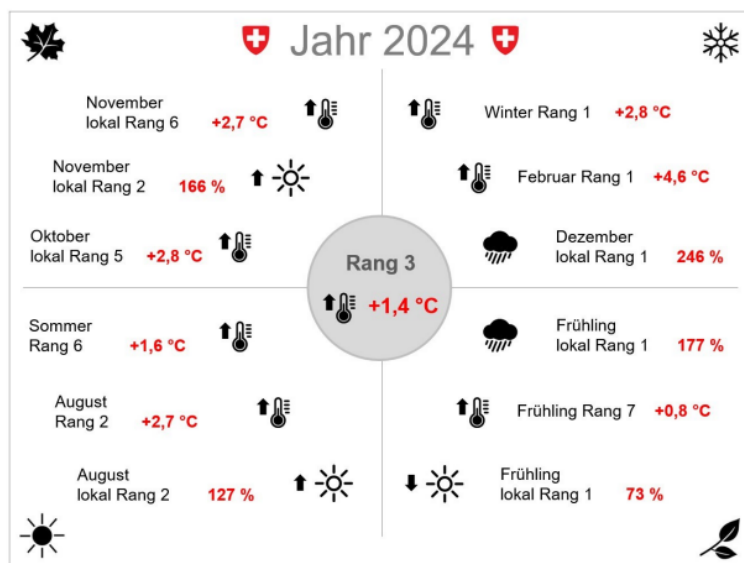 Jahr 2024
November
lokal Rang 6 +2,7 °C
November
lokal Rang 2 166 %
Oktober
lokal Rang 5 +2,8 °C
Winter Rang 1 +2,8 °C
Februar Rang 1 +4,6 °C
Dezember
lokal Rang 1 246 %
Rang 3
+1,4 °C
Sommer
Rang 6 +1,6 °C
August
Rang 2 +2,7 °C
August
lokal Rang 2 127 %
Frühling
lokal Rang 1 177 %
Frühling Rang 7 +0,8 °C
Frühling
lokal Rang 1 73 %